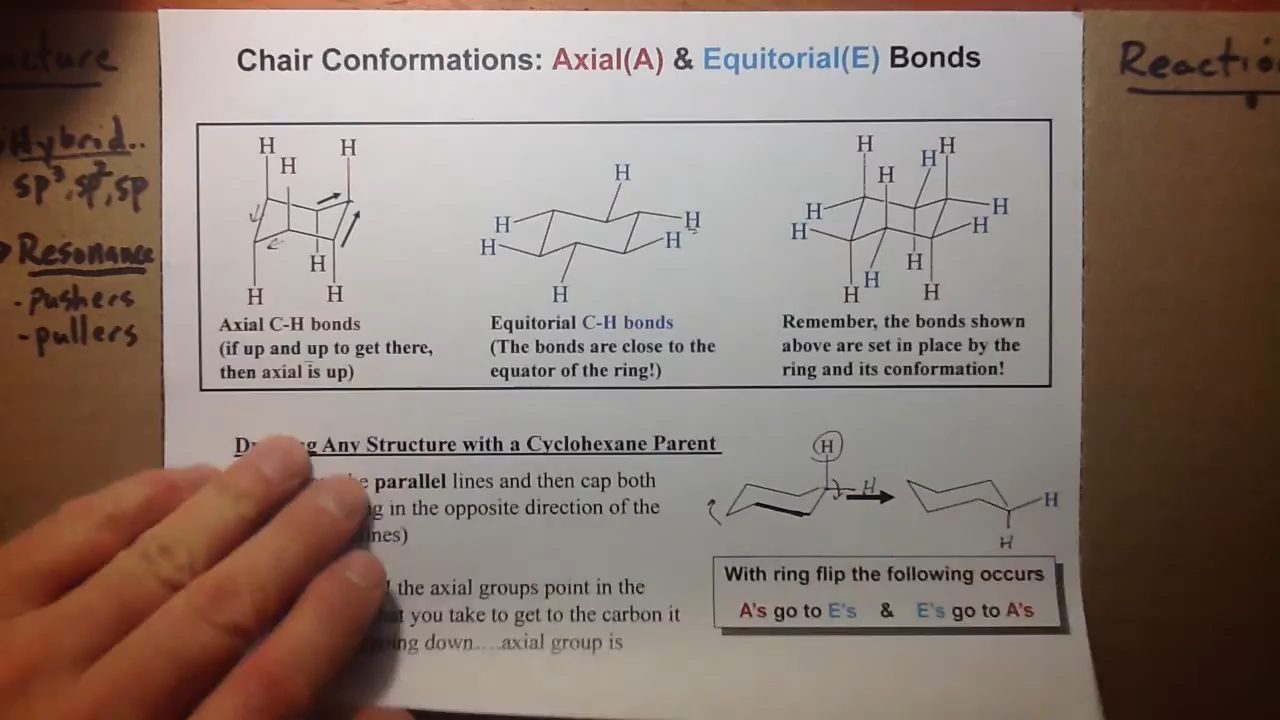 Chair Conformations: Axial(A) & Equitorial(E) Bonds
Reactio
Hybrid..
sp³, sp², sp
Resonance
- pushers
- pullers
H H H H H H
Axial C-H bonds
(if up and up to get there,
then axial is up)
H H H H H H
Equitorial C-H bonds
(The bonds are close to the
equator of the ring!)
H H H H H H H H H H H H
Remember, the bonds shown
above are set in place by the
ring and its conformation!
Any Structure with a Cyclohexane Parent
parallel lines and then cap both
in the opposite direction of the
the axial groups point in the
you take to get to the carbon it
down....axial group is
H H
H H
With ring flip the following occurs
A's go to E's & E's go to A's